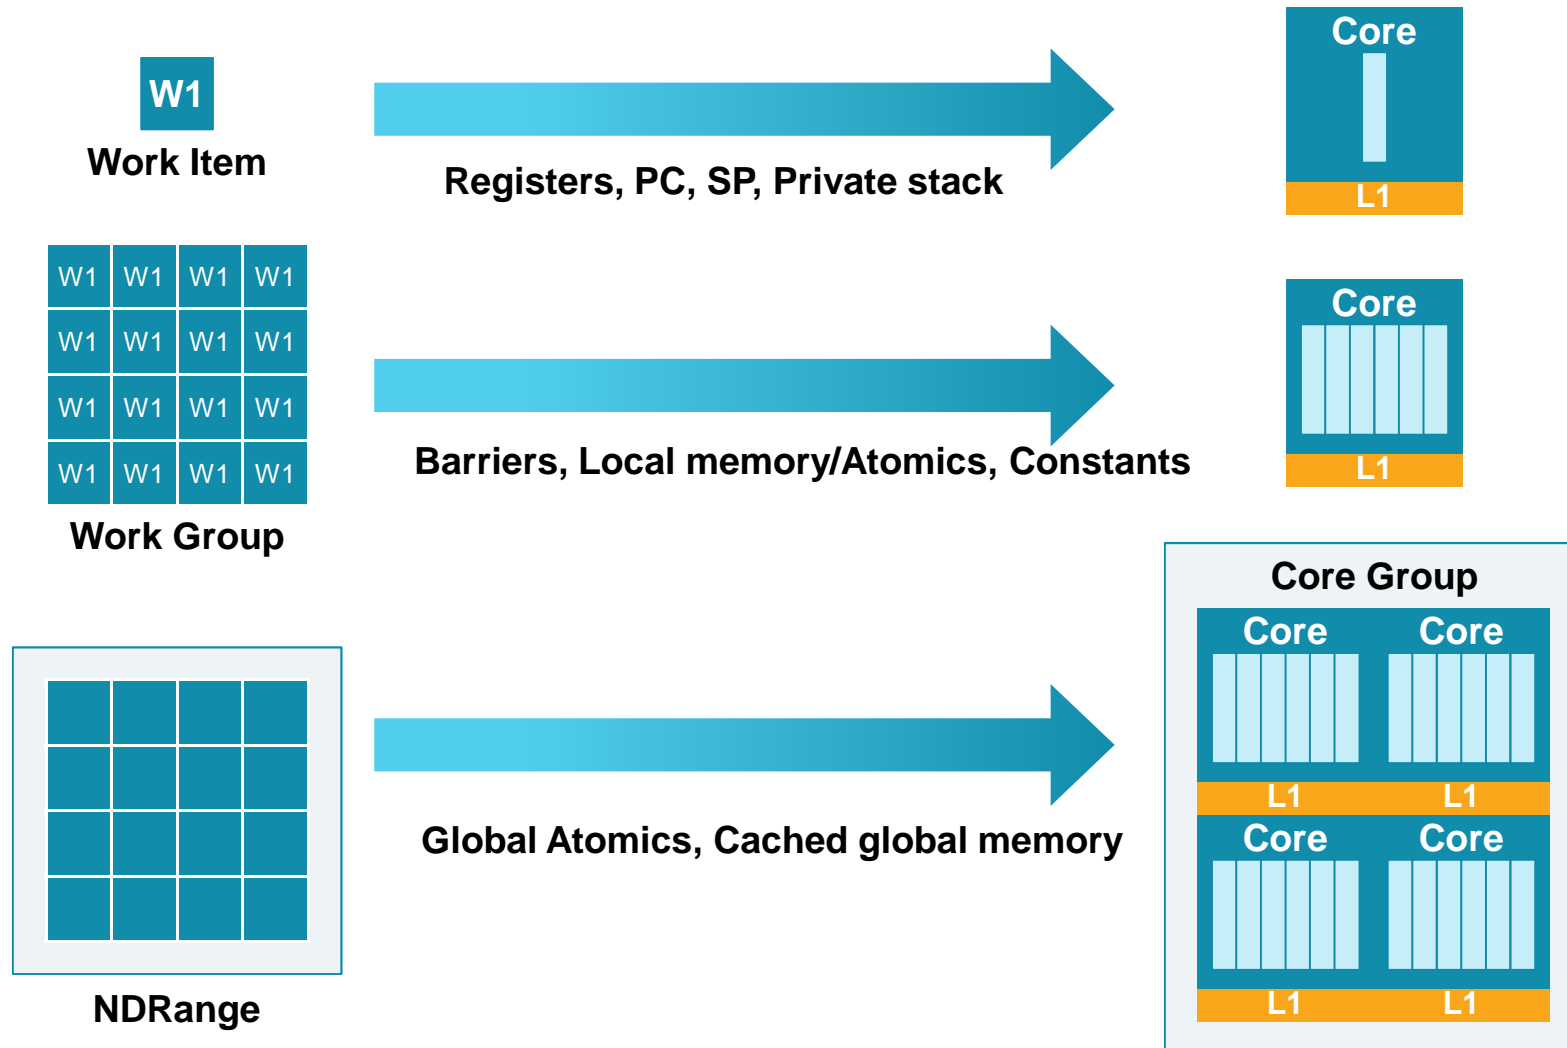 W1
Work Item
Registers, PC, SP, Private stack
Core
L1
W1 W1 W1 W1
W1 W1 W1 W1
W1 W1 W1 W1
W1 W1 W1 W1
Work Group
Barriers, Local memory/Atomics, Constants
Core
L1
NDRange
Global Atomics, Cached global memory
Core Group
Core Core
L1 L1
Core Core
L1 L1